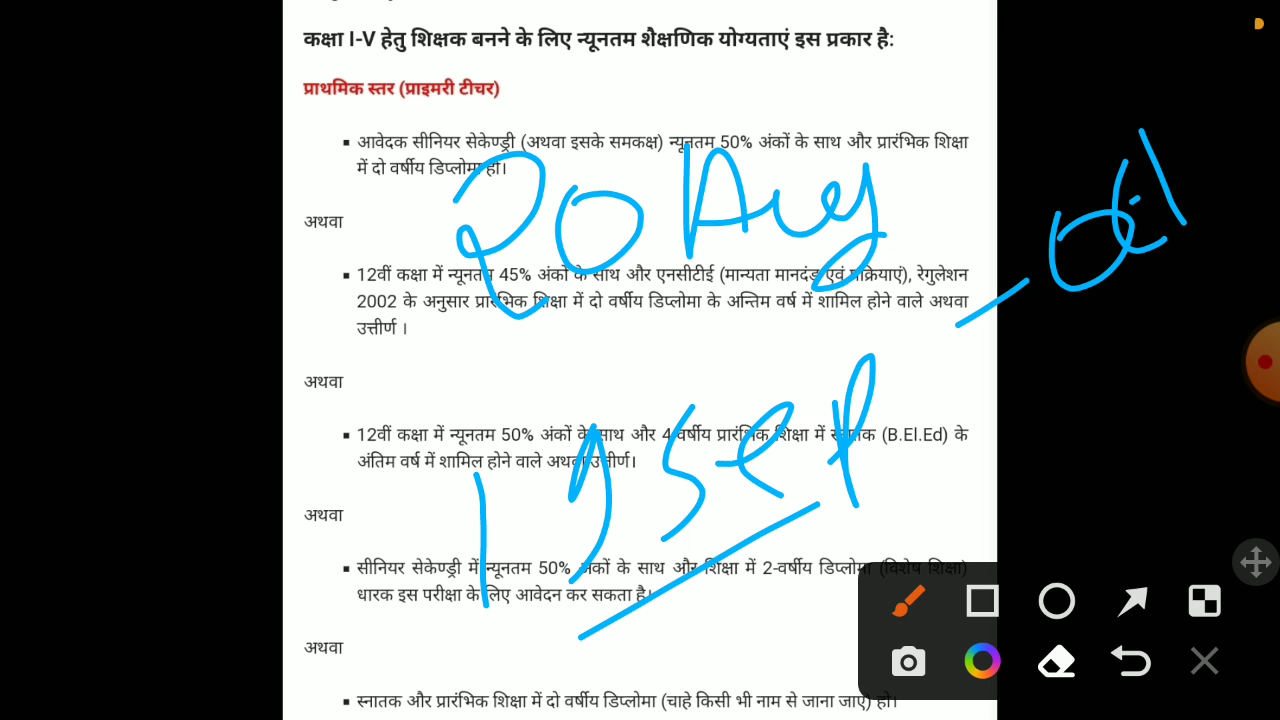 कक्षा I-V हेतु शिक्षक बनने के लिए न्यूनतम शैक्षणिक योग्यताएं इस प्रकार है:
प्राथमिक स्तर (प्राइमरी टीचर)
▪ आवेदक सीनियर सेकेण्ड्री (अथवा इसके समकक्ष) न्यूनतम 50% अंकों के साथ और प्रारंभिक शिक्षा
में दो वर्षीय डिप्लोमा हो।
20 Aug
अथवा
▪ 12वीं कक्षा में न्यूनतम 45% अंकों के साथ और एनसीटीई (मान्यता मानदंड एवं प्रक्रियाएं), रेगुलेशन
2002 के अनुसार प्रारंभिक शिक्षा में दो वर्षीय डिप्लोमा के अन्तिम वर्ष में शामिल होने वाले अथवा
उत्तीर्ण ।
अथवा
▪ 12वीं कक्षा में न्यूनतम 50% अंकों के साथ और 4 वर्षीय प्रारंभिक शिक्षा में स्नातक (B.El.Ed) के
अंतिम वर्ष में शामिल होने वाले अथवा उत्तीर्ण।
19 Sep
अथवा
▪ सीनियर सेकेण्ड्री में न्यूनतम 50% अंकों के साथ और शिक्षा में 2-वर्षीय डिप्लोमा (विशेष शिक्षा)
धारक इस परीक्षा के लिए आवेदन कर सकता है।
अथवा
▪ स्नातक और प्रारंभिक शिक्षा में दो वर्षीय डिप्लोमा (चाहे किसी भी नाम से जाना जाए) हो।